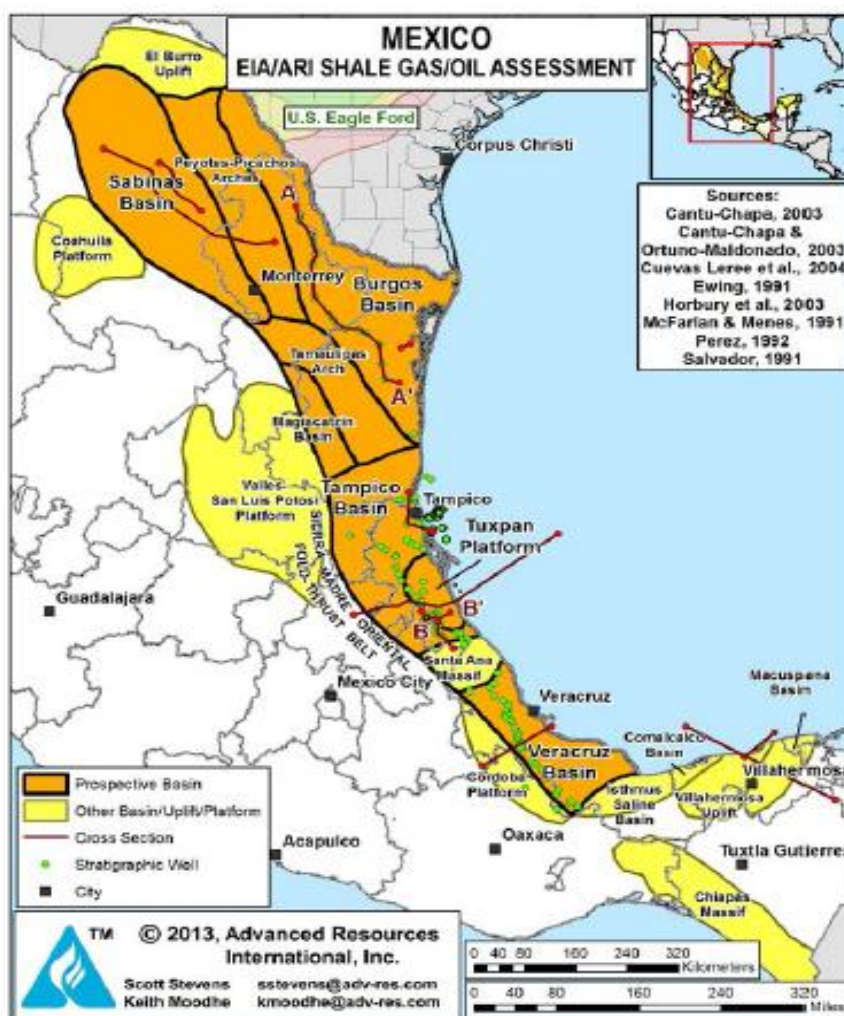 MEXICO
EIA/ARI SHALE GAS/OIL ASSESSMENT
El Burro
Uplift
U.S. Eagle Ford
Corpus Christi
Peyotes-Picachos
Arches
Sabinas
Basin
A
Coahuila
Platform
Monterrey
Burgos
Basin
Tamaulipas
Arch
A'
Magiscatzin
Basin
Sources:
Cantu-Chapa, 2003
Cantu-Chapa &
Ortuno-Maldonado, 2003
Cuevas Leree et al., 2004
Ewing, 1991
Horbury et al., 2003
McFarlan & Menes, 1991
Perez, 1992
Salvador, 1991
Valles
San Luis Potosi
Platform
Tampico
Basin
Tampico
Tuxpan
Platform
SIERRA MADRE ORIENTAL
FOLD-THRUST BELT
Guadalajara
B
B'
Santa Ana
Massif
Mexico City
Veracruz
Macuspana
Basin
Comalcalco
Basin
Veracruz
Basin
Cordoba
Platform
Villahermosa
Isthmus
Saline
Basin
Villahermosa
Uplift
Oaxaca
Acapulco
Tuxtla Gutierrez
Chiapas
Massif
Prospective Basin
Other Basin/Uplift/Platform
Cross Section
Stratigraphic Well
City
TM
© 2013, Advanced Resources
International, Inc.
Scott Stevens sstevens@adv-res.com
Keith Moodhe kmoodhe@adv-res.com
0 40 80 160 240 320
Kilometers
0 40 80 160 240 320
Miles